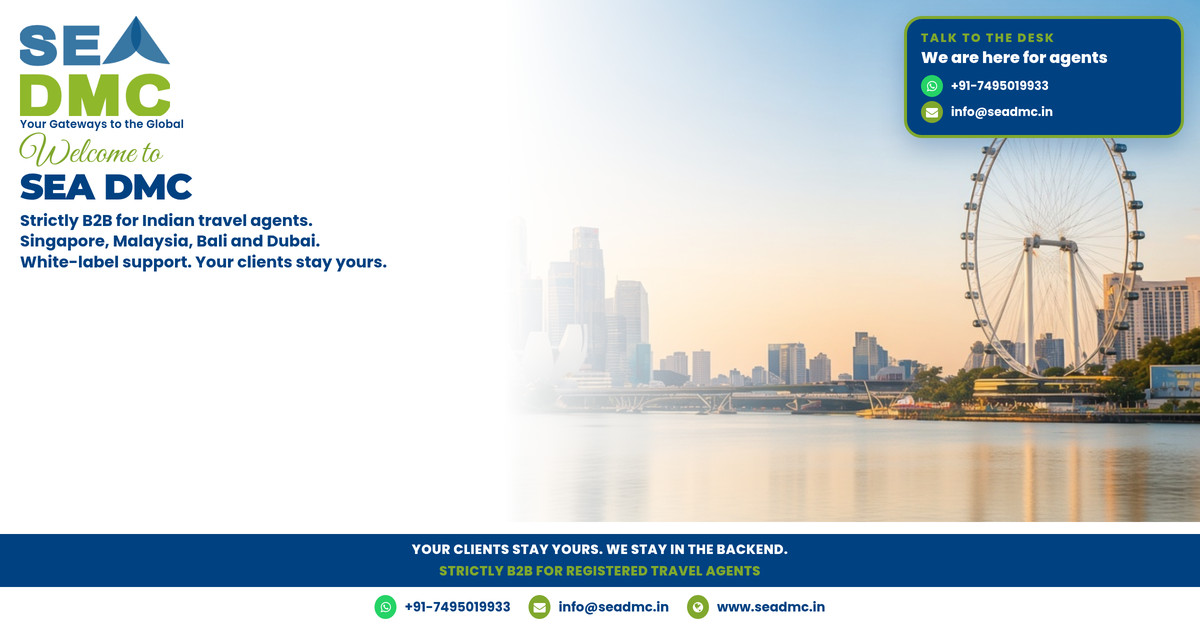 SEA
DMC
Your Gateways to the Global
Welcome to
SEA DMC
Strictly B2B for Indian travel agents.
Singapore, Malaysia, Bali and Dubai.
White-label support. Your clients stay yours.
TALK TO THE DESK
We are here for agents
+91-7495019933
info@seadmc.in
YOUR CLIENTS STAY YOURS. WE STAY IN THE BACKEND.
STRICTLY B2B FOR REGISTERED TRAVEL AGENTS
+91-7495019933 info@seadmc.in www.seadmc.in